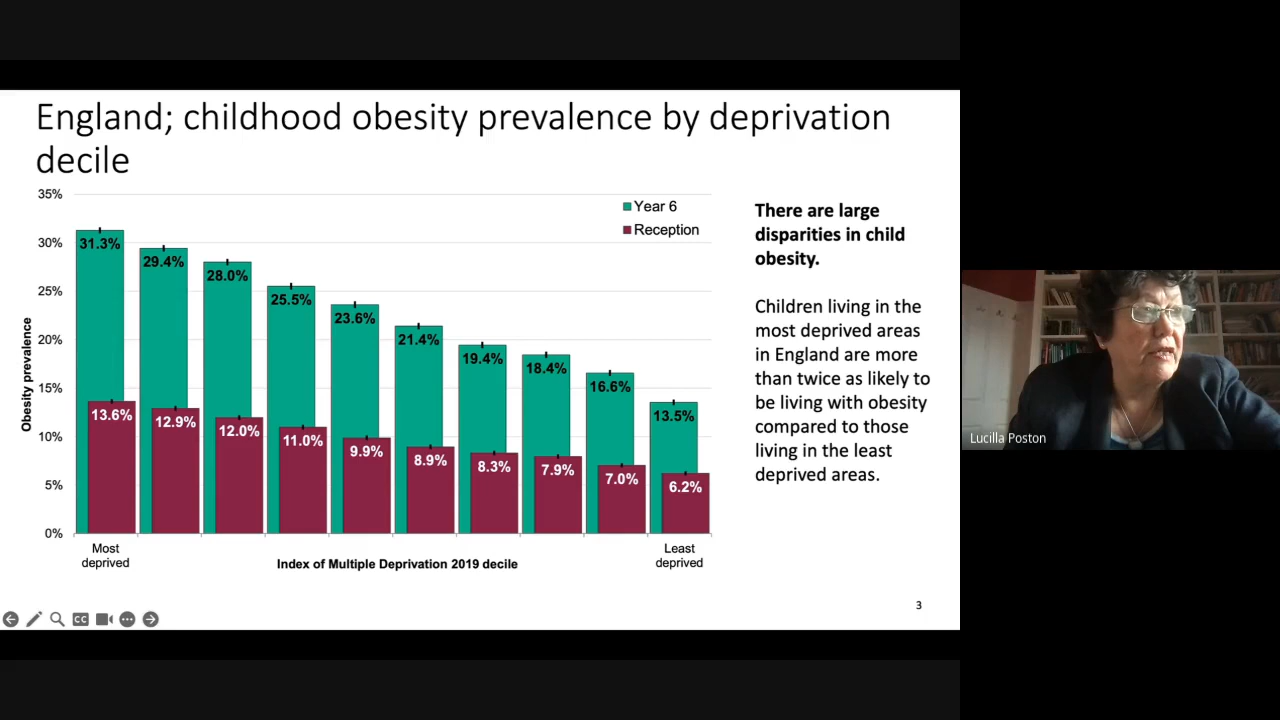 England; childhood obesity prevalence by deprivation
decile
35%
30%
25%
20%
15%
10%
5%
0%
Obesity prevalence
Year 6
Reception
31.3%
29.4%
28.0%
25.5%
23.6%
21.4%
19.4%
18.4%
16.6%
13.5%
13.6%
12.9%
12.0%
11.0%
9.9%
8.9%
8.3%
7.9%
7.0%
6.2%
Most
deprived
Index of Multiple Deprivation 2019 decile
Least
deprived
There are large
disparities in child
obesity.
Children living in the
most deprived areas
in England are more
than twice as likely to
be living with obesity
compared to those
living in the least
deprived areas.
3
CC
Lucilla Poston